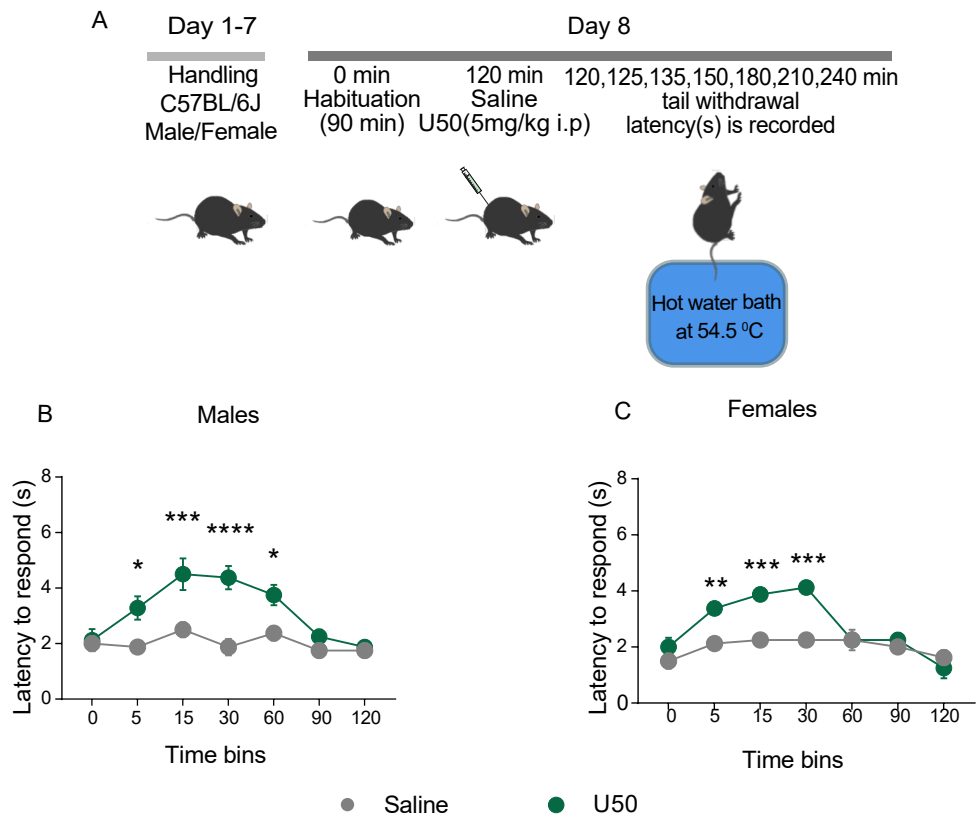 A
Day 1-7
Day 8
Handling
C57BL/6J
Male/Female
0 min
Habituation
(90 min)
120 min
Saline
U50(5mg/kg i.p)
120,125,135,150,180,210,240 min
tail withdrawal
latency(s) is recorded
Hot water bath
at 54.5 ⁰C
B
Males
Latency to respond (s)
8
6
4
2
0
*
***
****
*
0 5 15 30 60 90 120
Time bins
C
Females
Latency to respond (s)
8
6
4
2
0
**
***
***
0 5 15 30 60 90 120
Time bins
Saline
U50